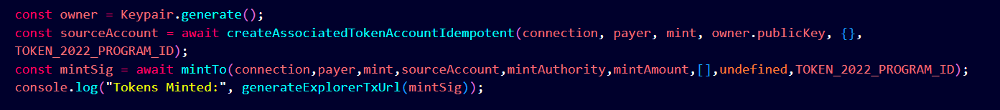 const owner = Keypair.generate();
const sourceAccount = await createAssociatedTokenAccountIdempotent(connection, payer, mint, owner.publicKey, {},
TOKEN_2022_PROGRAM_ID);
const mintSig = await mintTo(connection,payer,mint,sourceAccount,mintAuthority,mintAmount,[],undefined,TOKEN_2022_PROGRAM_ID);
console.log("Tokens Minted:", generateExplorerTxUrl(mintSig));